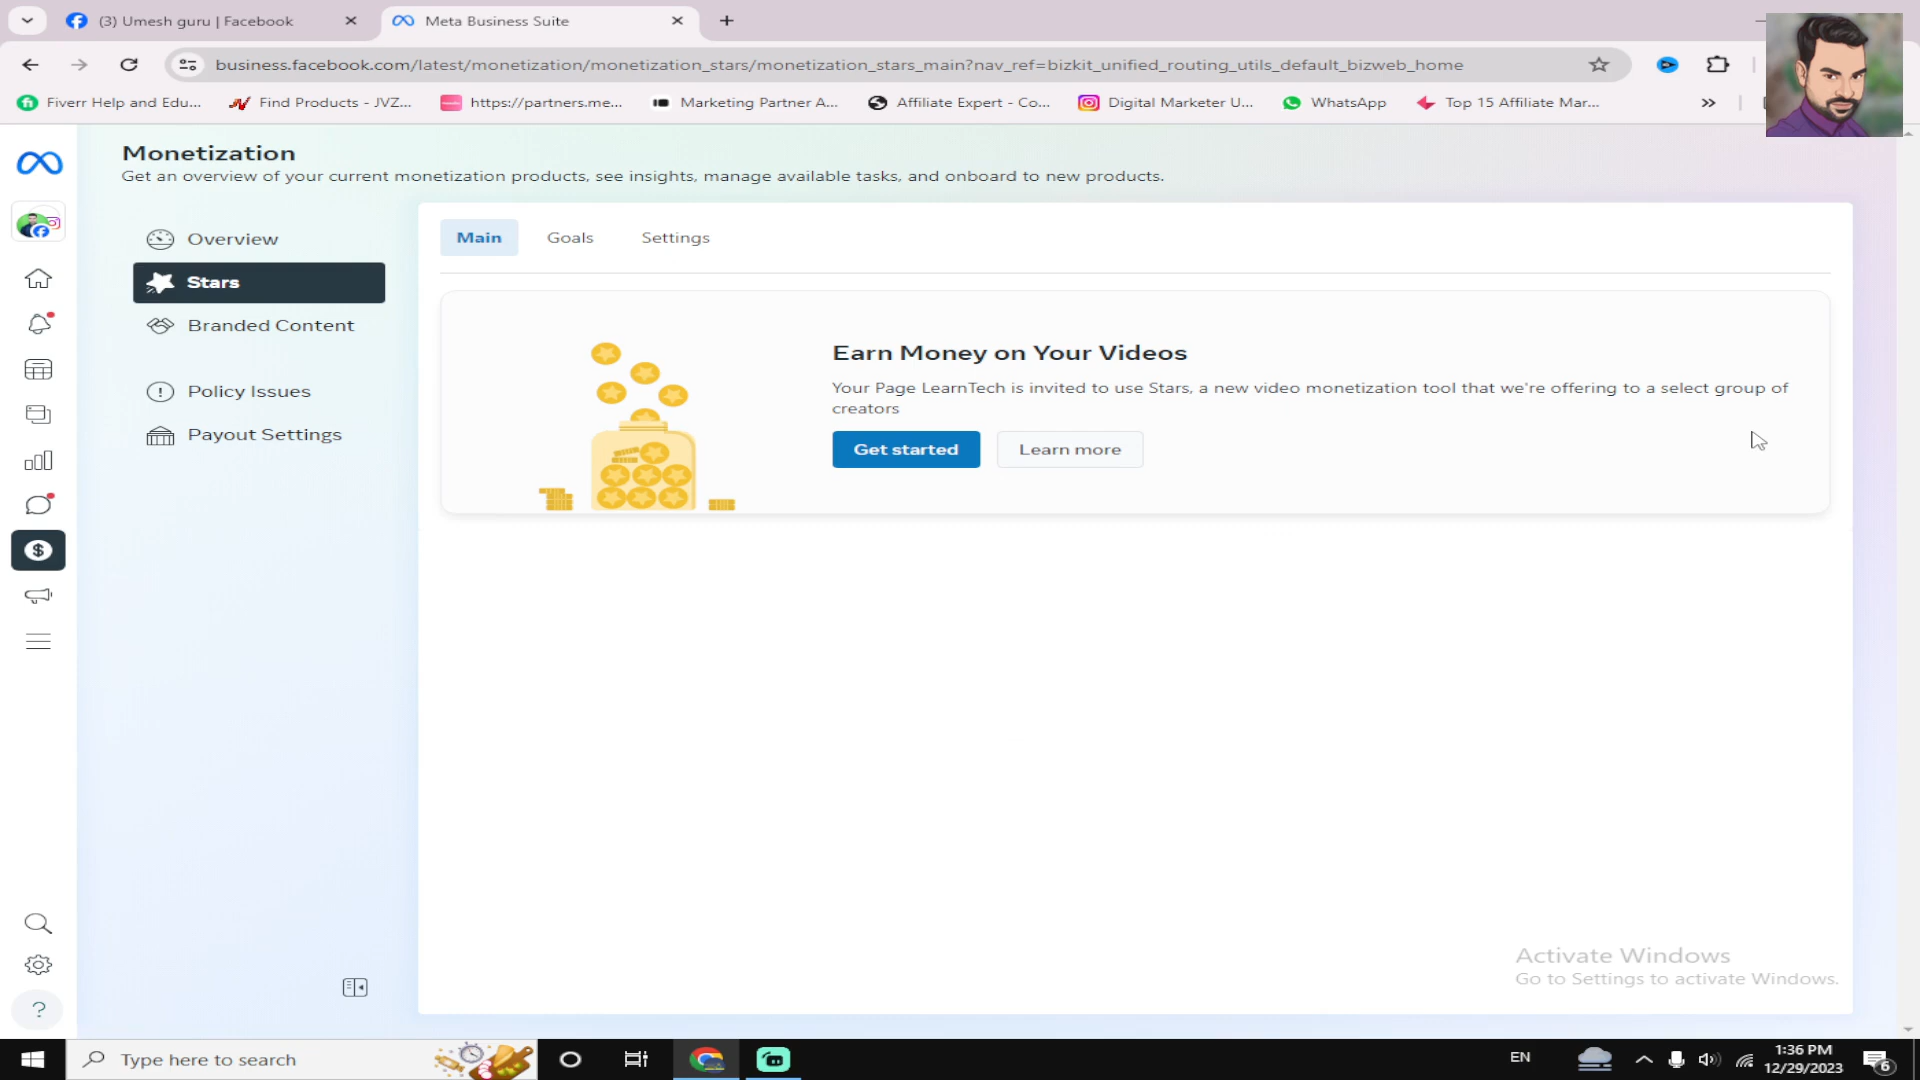 (3) Umesh guru | Facebook
Meta Business Suite
business.facebook.com/latest/monetization/monetization_stars/monetization_stars_main?nav_ref=bizkit_unified_routing_utils_default_bizweb_home
Fiverr Help and Edu...
Find Products - JVZ...
https://partners.me...
Marketing Partner A...
Affiliate Expert - Co...
Digital Marketer U...
WhatsApp
Top 15 Affiliate Mar...
Monetization
Get an overview of your current monetization products, see insights, manage available tasks, and onboard to new products.
Overview
Stars
Branded Content
Policy Issues
Payout Settings
Main
Goals
Settings
Earn Money on Your Videos
Your Page LearnTech is invited to use Stars, a new video monetization tool that we're offering to a select group of
creators
Get started
Learn more
Activate Windows
Go to Settings to activate Windows.
Type here to search
EN
1:36 PM
12/29/2023
6